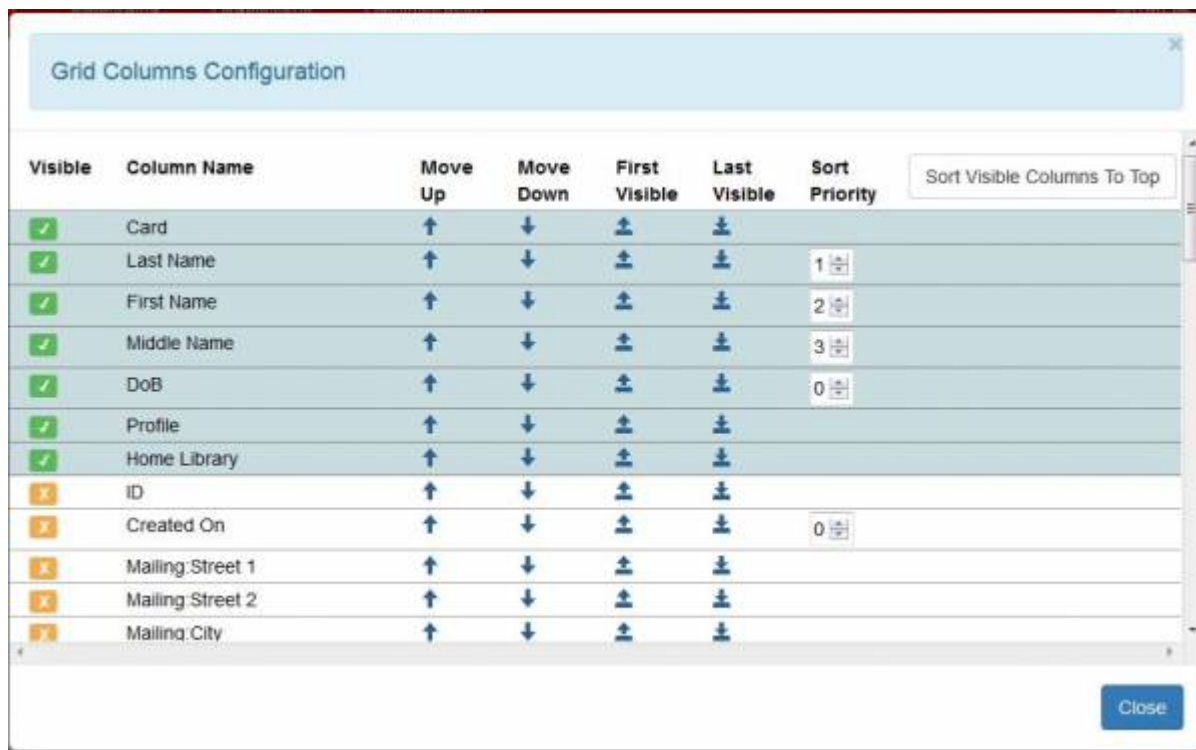 Grid Columns Configuration
Visible Column Name Move Up Move Down First Visible Last Visible Sort Priority Sort Visible Columns To Top
Card
Last Name 1
First Name 2
Middle Name 3
DoB 0
Profile
Home Library
ID
Created On 0
Mailing:Street 1
Mailing:Street 2
Mailing:City
Close